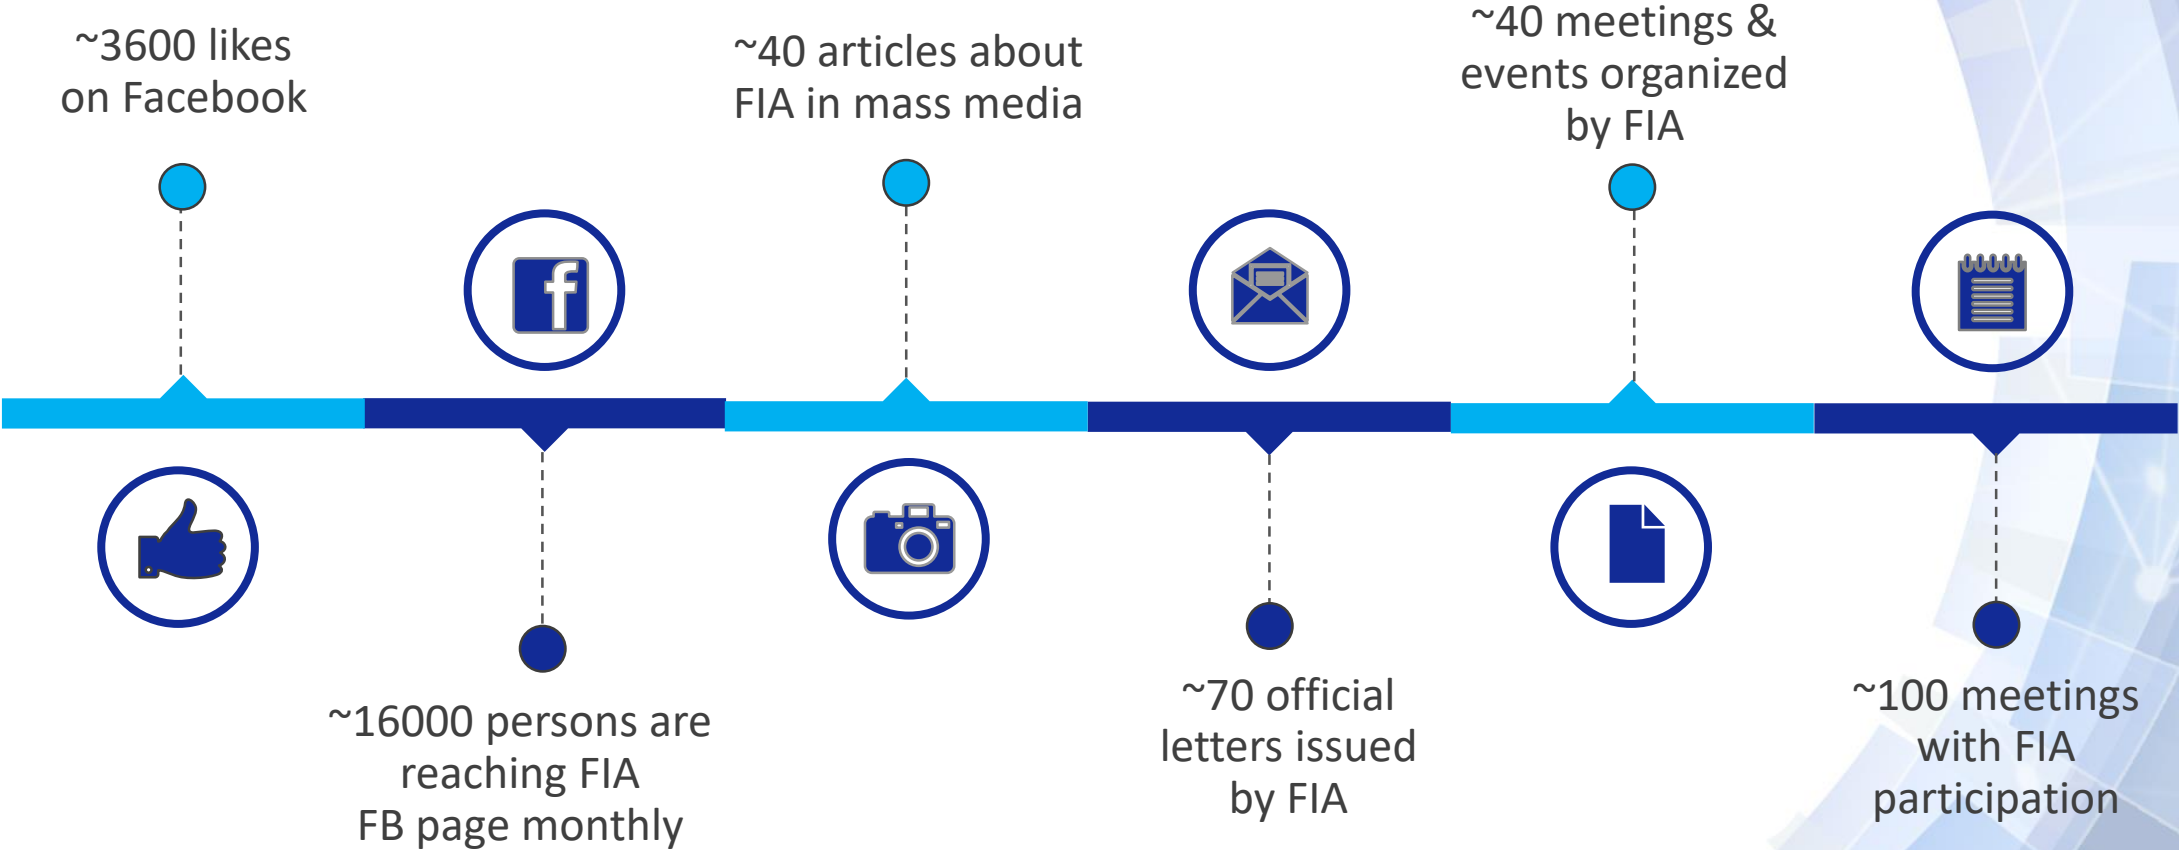 ~3600 likes
on Facebook
~16000 persons are
reaching FIA
FB page monthly
~40 articles about
FIA in mass media
~70 official
letters issued
by FIA
~40 meetings &
events organized
by FIA
~100 meetings
with FIA
participation